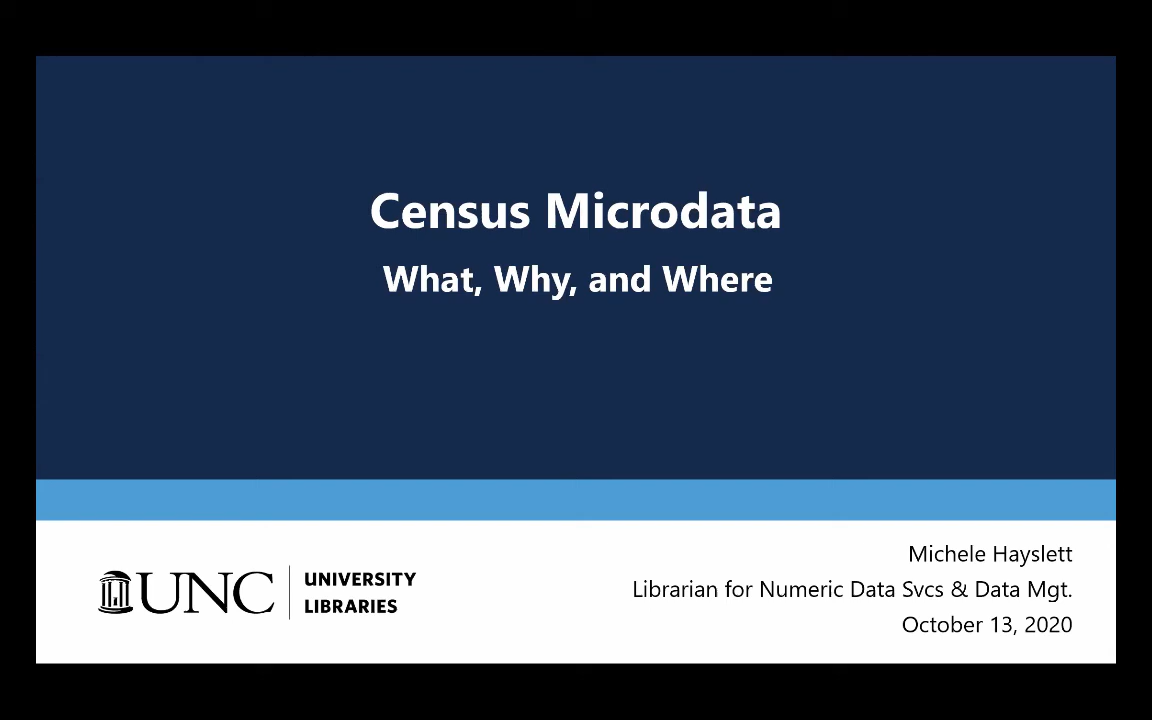 Census Microdata
What, Why, and Where
UNC
UNIVERSITY
LIBRARIES
Michele Hayslett
Librarian for Numeric Data Svcs & Data Mgt.
October 13, 2020